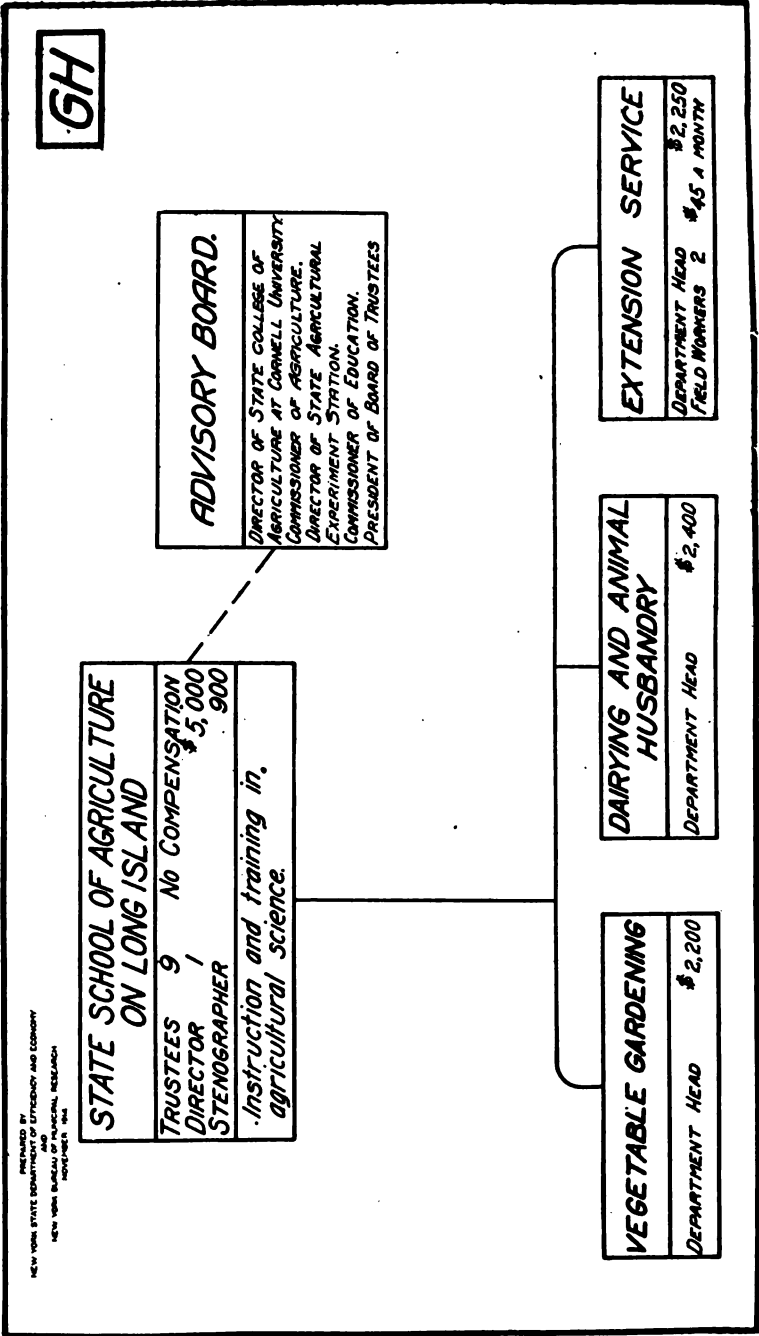 PREPARED BY
NEW YORK STATE DEPARTMENT OF EFFICIENCY AND ECONOMY
AND
NEW YORK BUREAU OF MUNICIPAL RESEARCH
NOVEMBER 1914
GH
STATE SCHOOL OF AGRICULTURE
ON LONG ISLAND
TRUSTEES 9 NO COMPENSATION
DIRECTOR 1 $5,000
STENOGRAPHER 900
Instruction and training in.
agricultural science.
ADVISORY BOARD.
DIRECTOR OF STATE COLLEGE OF
AGRICULTURE AT CORNELL UNIVERSITY.
COMMISSIONER OF AGRICULTURE.
DIRECTOR OF STATE AGRICULTURAL
EXPERIMENT STATION.
COMMISSIONER OF EDUCATION.
PRESIDENT OF BOARD OF TRUSTEES
VEGETABLE GARDENING
DEPARTMENT HEAD $2,200
DAIRYING AND ANIMAL
HUSBANDRY
DEPARTMENT HEAD $2,400
EXTENSION SERVICE
DEPARTMENT HEAD $2,250
FIELD WORKERS 2 $45 A MONTH